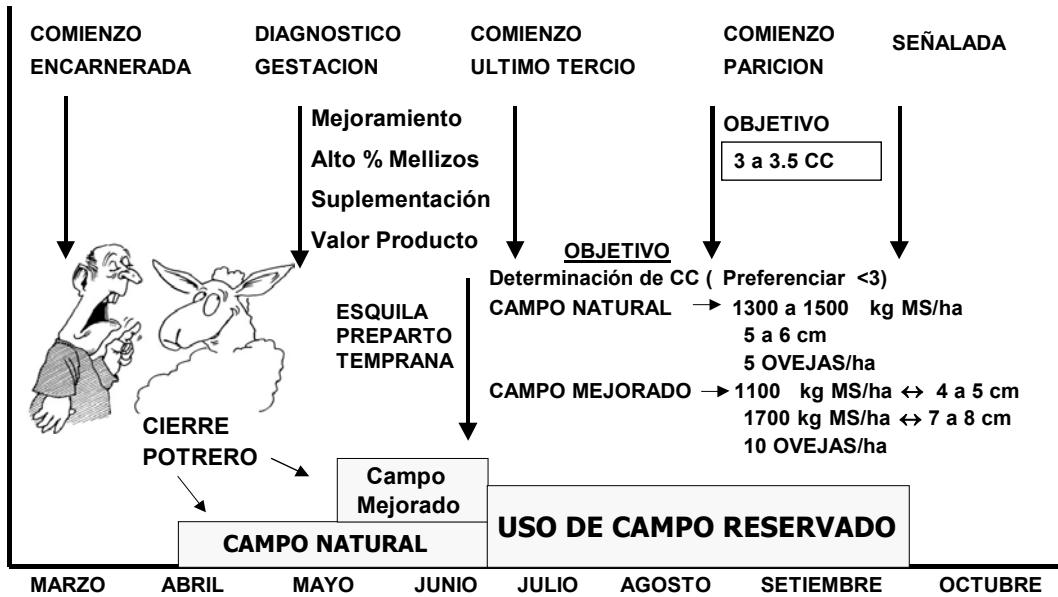 COMIENZO
ENCARNERADA
DIAGNOSTICO
GESTACION
COMIENZO
ULTIMO TERCIO
COMIENZO
PARICION
SEÑALADA
Mejoramiento
Alto % Mellizos
Suplementación
Valor Producto
OBJETIVO
3 a 3.5 CC
ESQUILA
PREPARTO
TEMPRANA
OBJETIVO
Determinación de CC ( Preferenciar <3)
CAMPO NATURAL → 1300 a 1500 kg MS/ha
5 a 6 cm
5 OVEJAS/ha
CAMPO MEJORADO → 1100 kg MS/ha ↔ 4 a 5 cm
1700 kg MS/ha ↔ 7 a 8 cm
10 OVEJAS/ha
CIERRE
POTRERO
Campo
Mejorado
CAMPO NATURAL
USO DE CAMPO RESERVADO
MARZO ABRIL MAYO JUNIO JULIO AGOSTO SETIEMBRE OCTUBRE